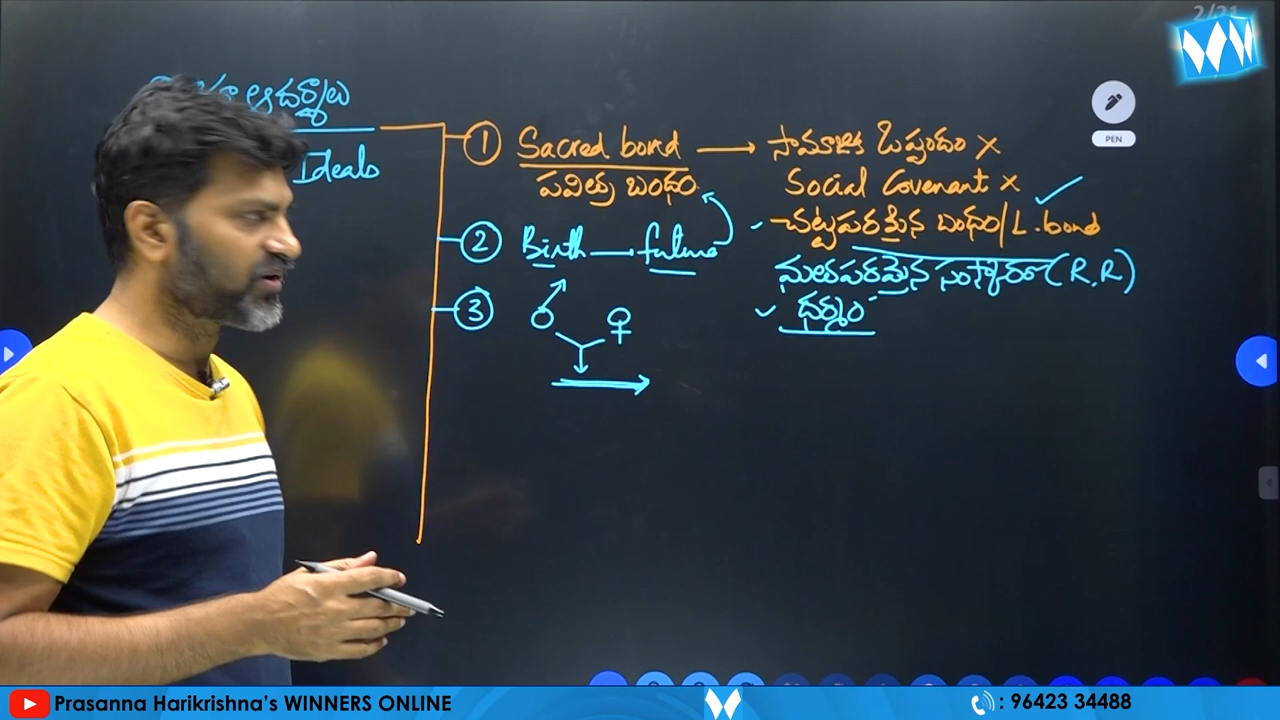 2/21
ఆదర్శాలు
Ideals
① Sacred bond → సామాజిక ఒప్పందం ×
పవిత్ర బంధం.
Social Covenant ×
చట్టపరమైన బంధం/L.bond
② Birth — future
మతపరమైన సంస్కారం (R.R)
③ ♂ ♀
ధర్మం
PEN
Prasanna Harikrishna's WINNERS ONLINE
: 96423 34488